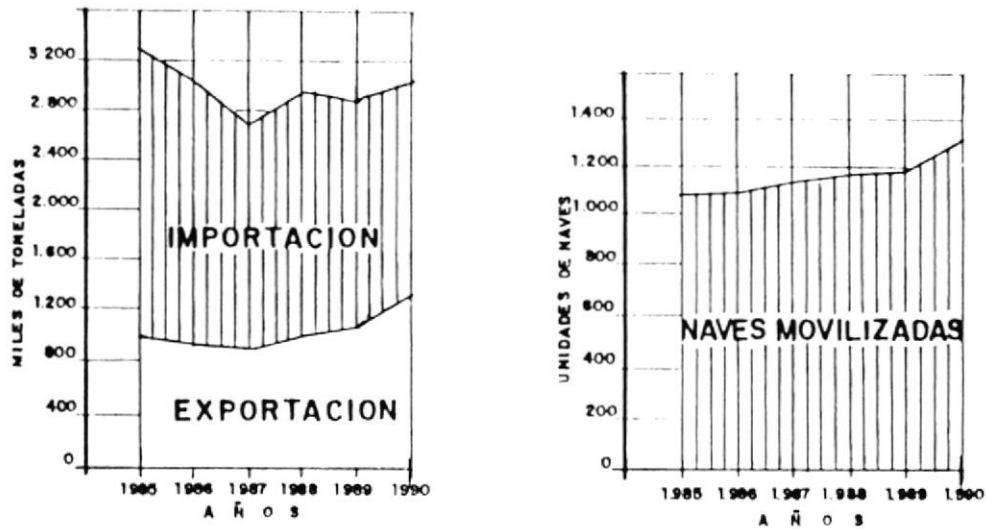 MILES DE TONELADAS
3 200
2.800
2.400
2.000
1.600
1.200
800
400
0
IMPORTACION
EXPORTACION
1985 1986 1987 1988 1989 1990
AÑOS
UNIDADES DE NAVES
1.400
1.200
1.000
800
600
400
200
0
NAVES MOVILIZADAS
1.985 1.986 1.987 1.988 1.989 1.990
AÑOS